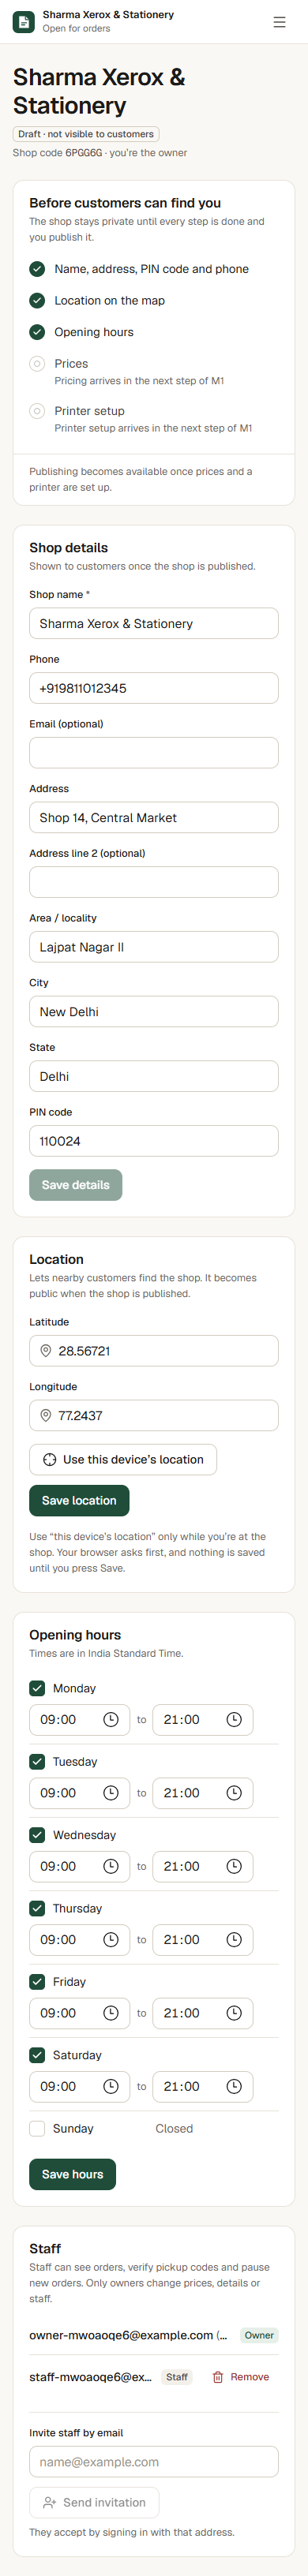 Sharma Xerox & Stationery
Open for orders
Sharma Xerox &
Stationery
Draft · not visible to customers
Shop code 6PGG6G · you're the owner
Before customers can find you
The shop stays private until every step is done and
you publish it.
Name, address, PIN code and phone
Location on the map
Opening hours
Prices
Pricing arrives in the next step of M1
Printer setup
Printer setup arrives in the next step of M1
Publishing becomes available once prices and a
printer are set up.
Shop details
Shown to customers once the shop is published.
Shop name *
Sharma Xerox & Stationery
Phone
+919811012345
Email (optional)
Address
Shop 14, Central Market
Address line 2 (optional)
Area / locality
Lajpat Nagar II
City
New Delhi
State
Delhi
PIN code
110024
Save details
Location
Lets nearby customers find the shop. It becomes
public when the shop is published.
Latitude
28.56721
Longitude
77.2437
Use this device's location
Save location
Use “this device's location” only while you're at the
shop. Your browser asks first, and nothing is saved
until you press Save.
Opening hours
Times are in India Standard Time.
Monday
09:00 to 21:00
Tuesday
09:00 to 21:00
Wednesday
09:00 to 21:00
Thursday
09:00 to 21:00
Friday
09:00 to 21:00
Saturday
09:00 to 21:00
Sunday Closed
Save hours
Staff
Staff can see orders, verify pickup codes and pause
new orders. Only owners change prices, details or
staff.
owner-mwoaoqe6@example.com (... Owner
staff-mwoaoqe6@ex... Staff Remove
Invite staff by email
name@example.com
Send invitation
They accept by signing in with that address.